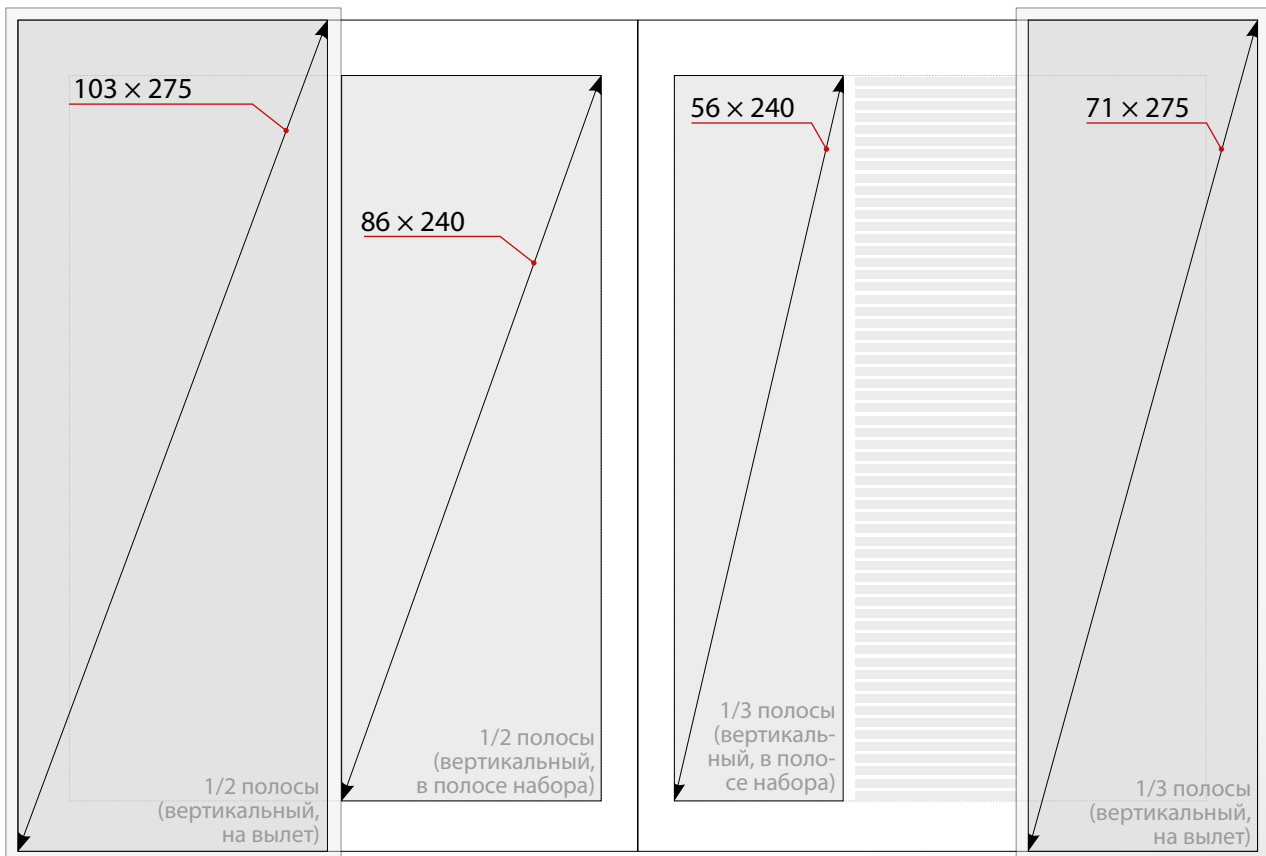 103 × 275
1/2 полосы
(вертикальный,
на вылет)
86 × 240
1/2 полосы
(вертикальный,
в полосе набора)
56 × 240
1/3 полосы
(вертикаль-
ный, в поло-
се набора)
71 × 275
1/3 полосы
(вертикальный,
на вылет)